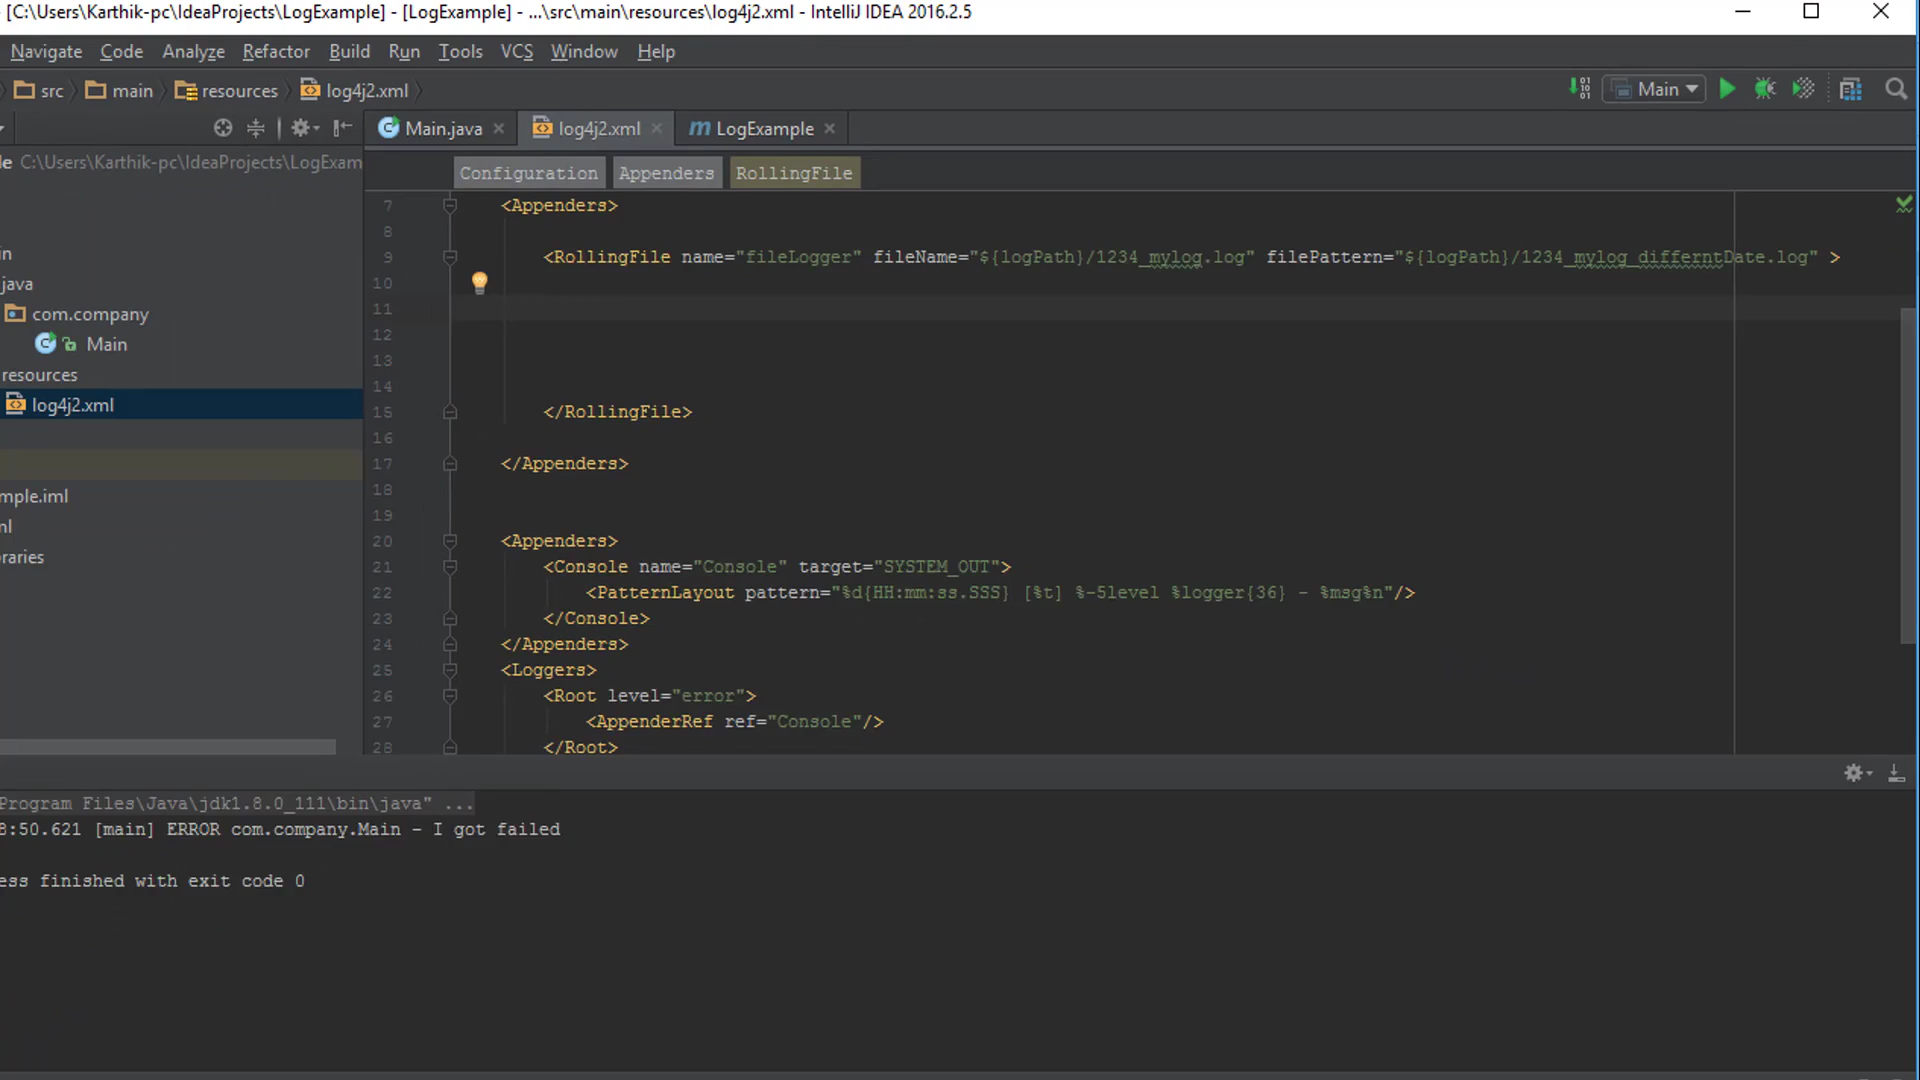 [C:\Users\Karthik-pc\IdeaProjects\LogExample] - [LogExample] - ...\src\main\resources\log4j2.xml - IntelliJ IDEA 2016.2.5
Navigate Code Analyze Refactor Build Run Tools VCS Window Help
src main resources log4j2.xml Main
Main.java log4j2.xml m LogExample
le C:\Users\Karthik-pc\IdeaProjects\LogExam
Configuration Appenders RollingFile
in
java
com.company
Main
resources
log4j2.xml
mple.iml
ml
raries
7 <Appenders>
8
9 <RollingFile name="fileLogger" fileName="${logPath}/1234_mylog.log" filePattern="${logPath}/1234_mylog_differntDate.log" >
10
11
12
13
14
15 </RollingFile>
16
17 </Appenders>
18
19
20 <Appenders>
21 <Console name="Console" target="SYSTEM_OUT">
22 <PatternLayout pattern="%d{HH:mm:ss.SSS} [%t] %-5level %logger{36} - %msg%n"/>
23 </Console>
24 </Appenders>
25 <Loggers>
26 <Root level="error">
27 <AppenderRef ref="Console"/>
28 </Root>
Program Files\Java\jdk1.8.0_111\bin\java" ...
8:50.621 [main] ERROR com.company.Main - I got failed
ess finished with exit code 0